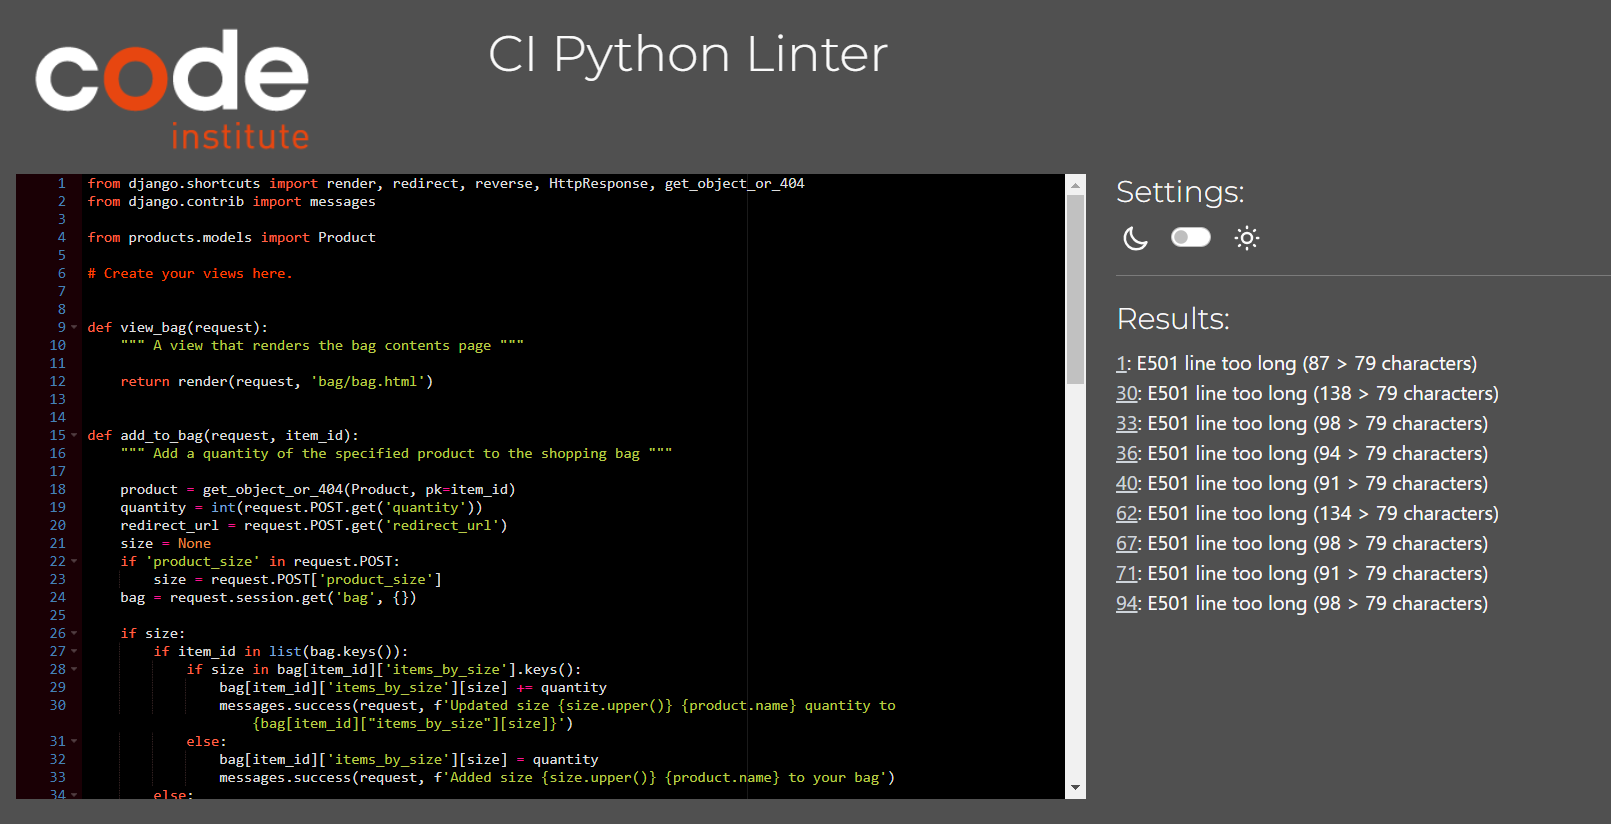 code
institute
CI Python Linter
1 from django.shortcuts import render, redirect, reverse, HttpResponse, get_object_or_404
2 from django.contrib import messages
3
4 from products.models import Product
5
6 # Create your views here.
7
8
9 def view_bag(request):
10 """ A view that renders the bag contents page """
11
12 return render(request, 'bag/bag.html')
13
14
15 def add_to_bag(request, item_id):
16 """ Add a quantity of the specified product to the shopping bag """
17
18 product = get_object_or_404(Product, pk=item_id)
19 quantity = int(request.POST.get('quantity'))
20 redirect_url = request.POST.get('redirect_url')
21 size = None
22 if 'product_size' in request.POST:
23 size = request.POST['product_size']
24 bag = request.session.get('bag', {})
25
26 if size:
27 if item_id in list(bag.keys()):
28 if size in bag[item_id]['items_by_size'].keys():
29 bag[item_id]['items_by_size'][size] += quantity
30 messages.success(request, f'Updated size {size.upper()} {product.name} quantity to
{bag[item_id]["items_by_size"][size]}')
31 else:
32 bag[item_id]['items_by_size'][size] = quantity
33 messages.success(request, f'Added size {size.upper()} {product.name} to your bag')
34 else:
Settings:
Results:
1: E501 line too long (87 > 79 characters)
30: E501 line too long (138 > 79 characters)
33: E501 line too long (98 > 79 characters)
36: E501 line too long (94 > 79 characters)
40: E501 line too long (91 > 79 characters)
62: E501 line too long (134 > 79 characters)
67: E501 line too long (98 > 79 characters)
71: E501 line too long (91 > 79 characters)
94: E501 line too long (98 > 79 characters)